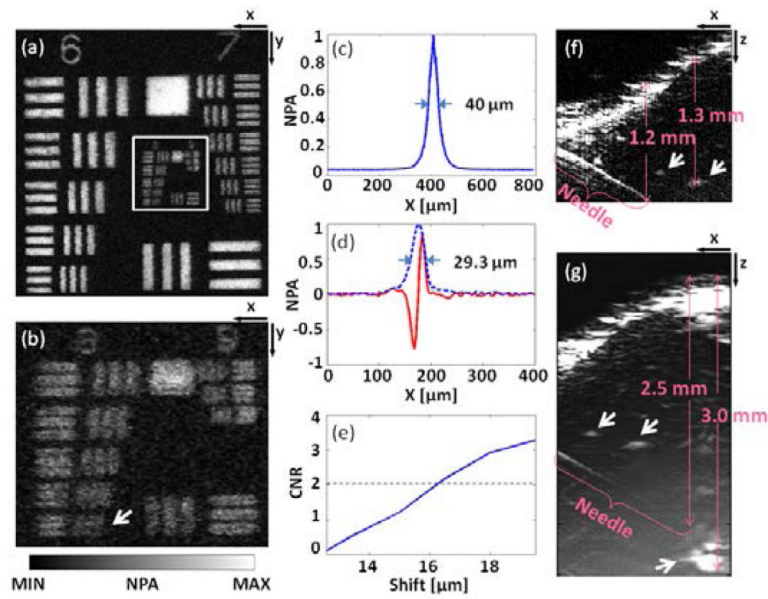 (a)
x
y
6
7
(b)
x
y
MIN NPA MAX
(c)
NPA
1
0.8
0.6
0.4
0.2
0
40 μm
0 200 400 600 800
X [μm]
(d)
NPA
1
0.5
0
-0.5
-1
29.3 μm
0 100 200 300 400
X [μm]
(e)
CNR
4
3
2
1
0
14 16 18
Shift [μm]
(f)
x
z
1.3 mm
1.2 mm
Needle
(g)
x
z
2.5 mm
3.0 mm
Needle